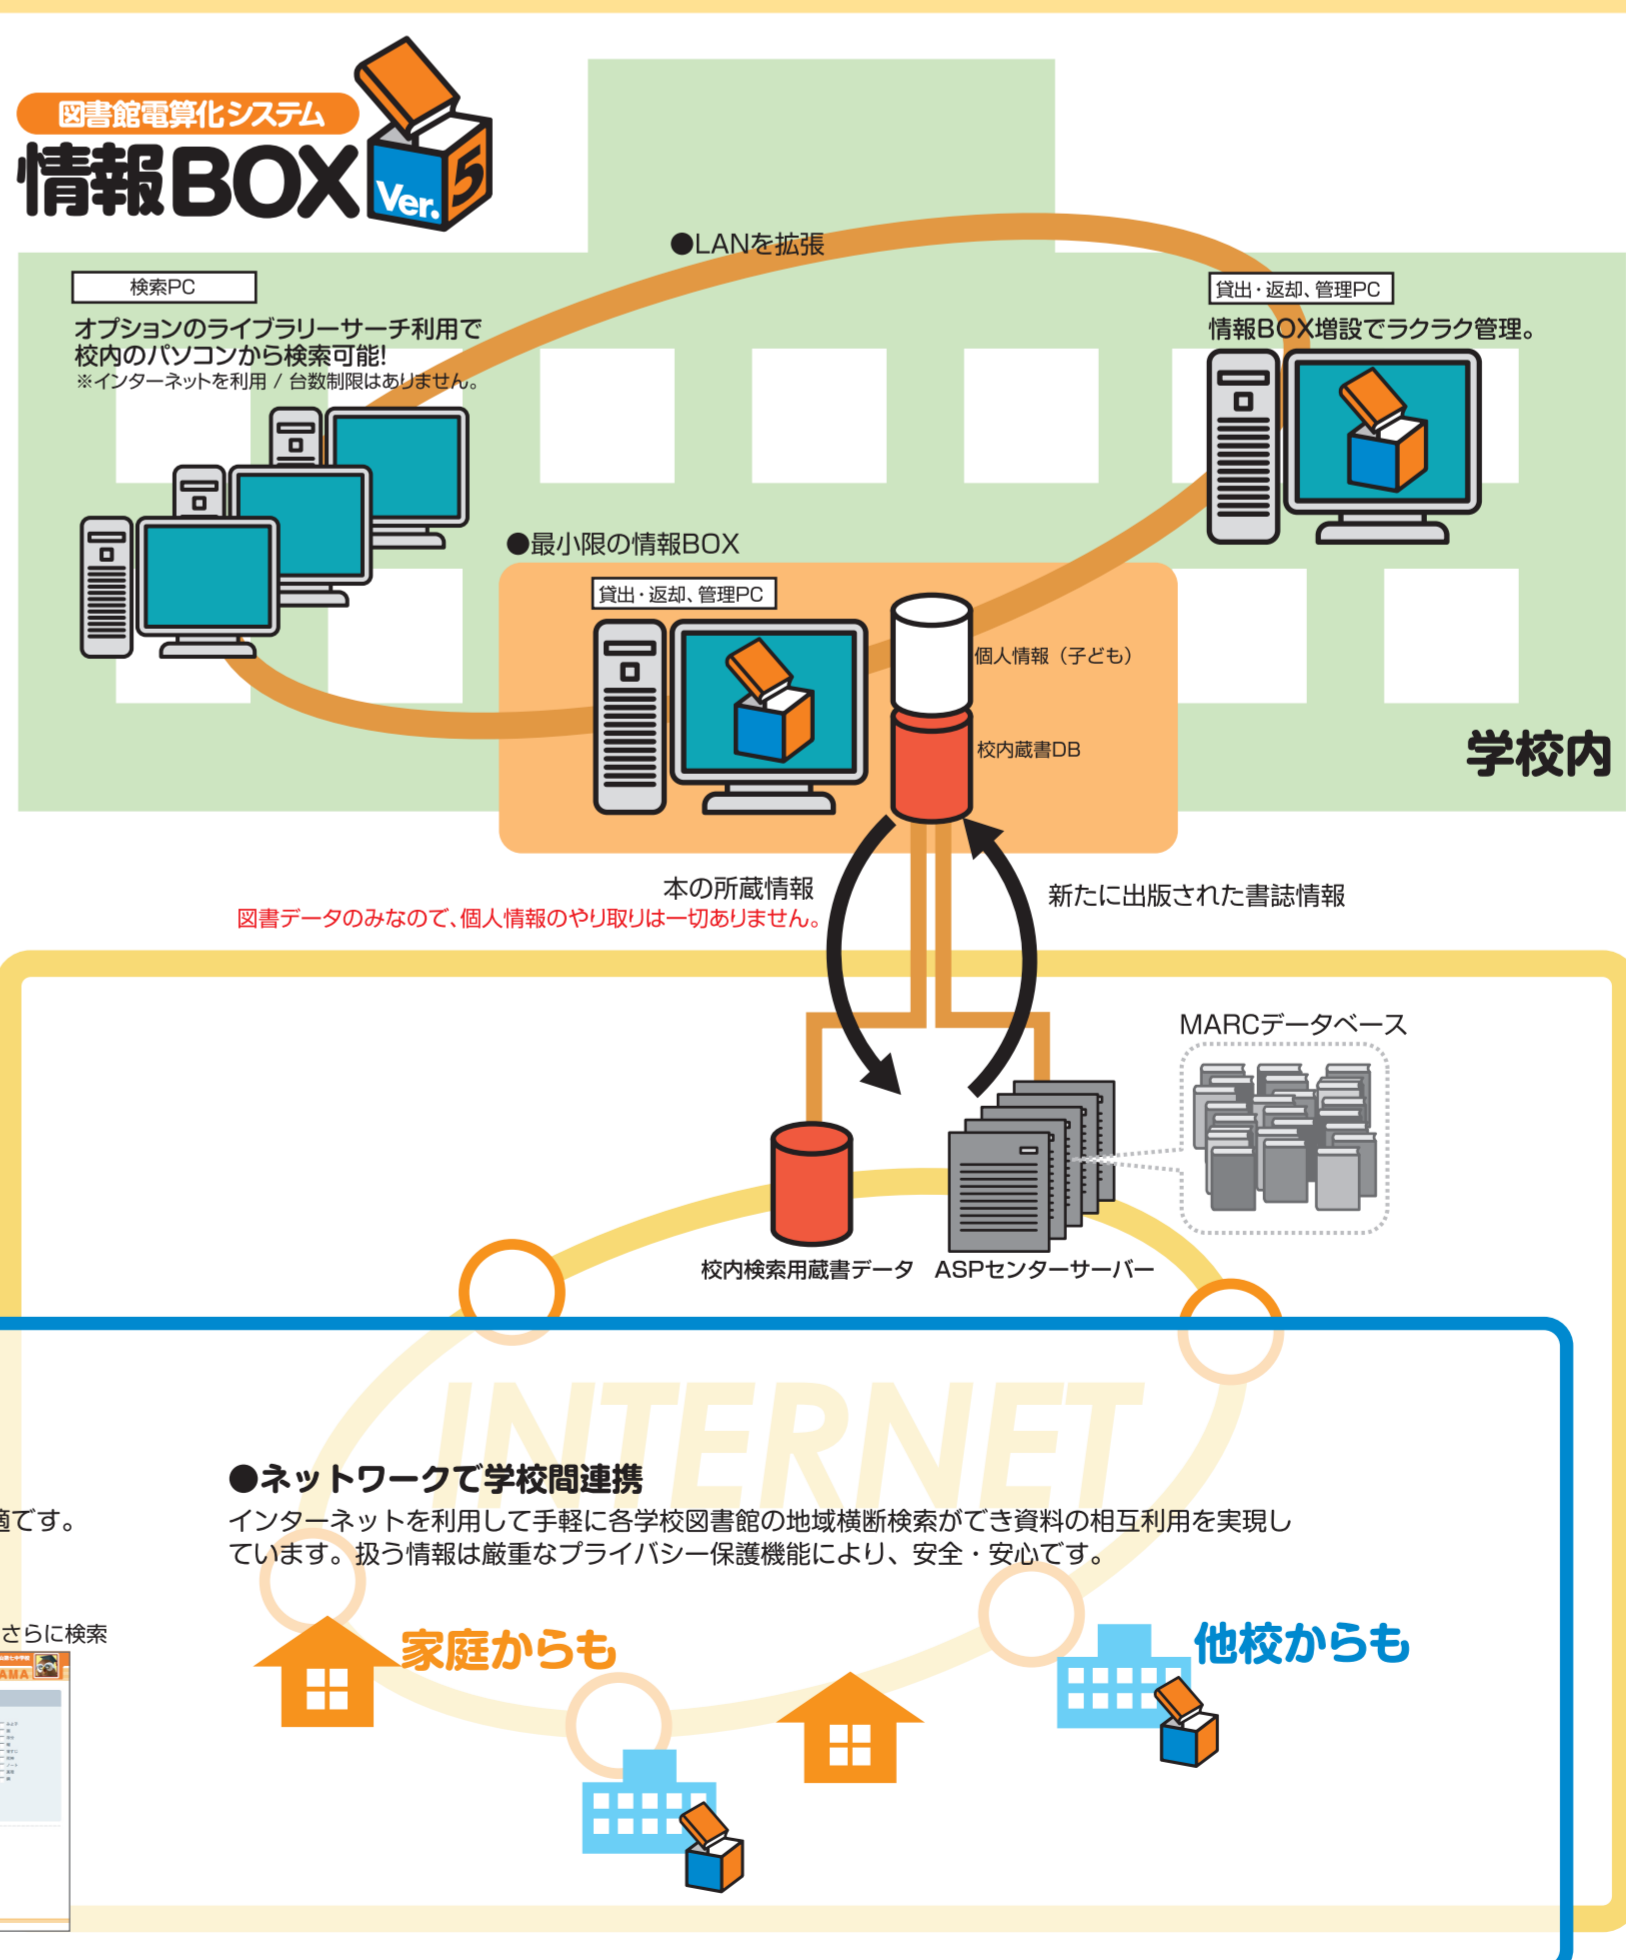 図書館電算化システム
情報BOX
Ver.5
●LANを拡張
検索PC
オプションのライブラリーサーチ利用で
校内のパソコンから検索可能!
※インターネットを利用 / 台数制限はありません。
貸出・返却、管理PC
情報BOX増設でラクラク管理。
●最小限の情報BOX
貸出・返却、管理PC
個人情報（子ども）
校内蔵書DB
学校内
本の所蔵情報
図書データのみなので、個人情報のやり取りは一切ありません。
新たに出版された書誌情報
MARCデータベース
校内検索用蔵書データ
ASPセンターサーバー
INTERNET
●ネットワークで学校間連携
インターネットを利用して手軽に各学校図書館の地域横断検索ができ資料の相互利用を実現し
ています。扱う情報は厳重なプライバシー保護機能により、安全・安心です。
適です。
さらに検索
AMA
家庭からも
他校からも